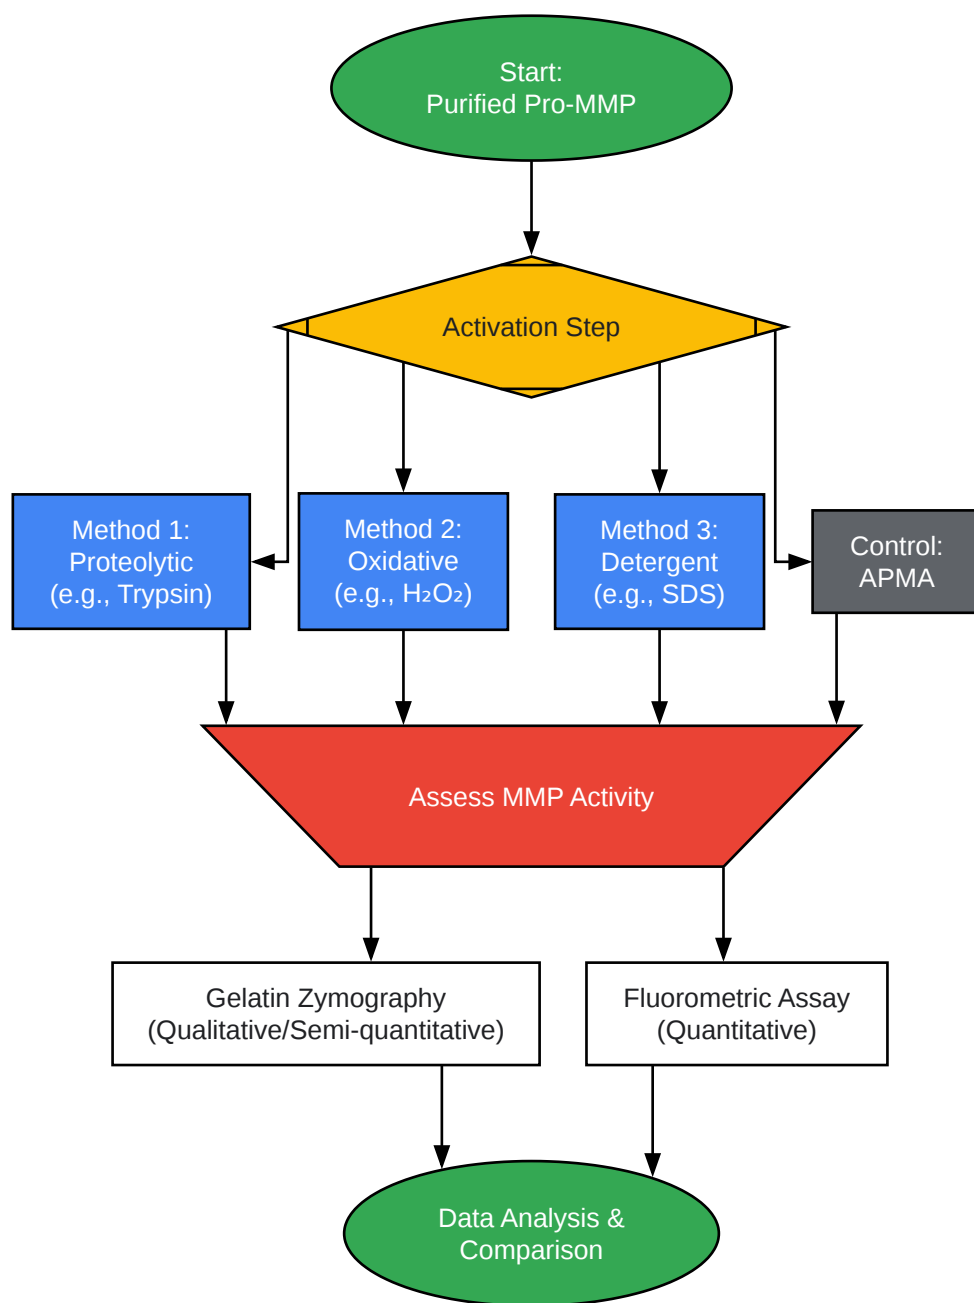 Start:
Purified Pro-MMP
Activation Step
Method 1:
Proteolytic
(e.g., Trypsin)
Method 2:
Oxidative
(e.g., H₂O₂)
Method 3:
Detergent
(e.g., SDS)
Control:
APMA
Assess MMP Activity
Gelatin Zymography
(Qualitative/Semi-quantitative)
Fluorometric Assay
(Quantitative)
Data Analysis &
Comparison